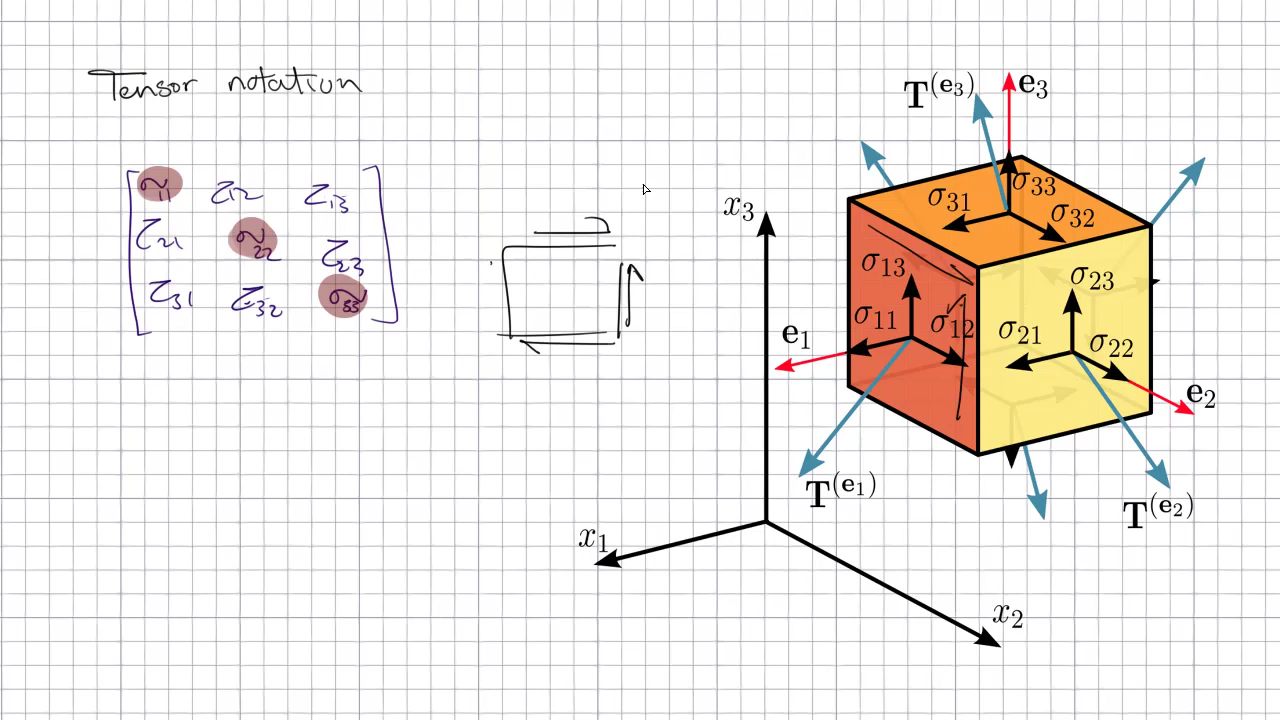 Tensor notation
σ11 τ12 τ13
τ21 σ22 τ23
τ31 τ32 σ33
T(e3)
e3
σ33
σ31
σ32
x3
σ13
σ23
σ11
σ12
σ21
σ22
e1
e2
T(e1)
T(e2)
x1
x2